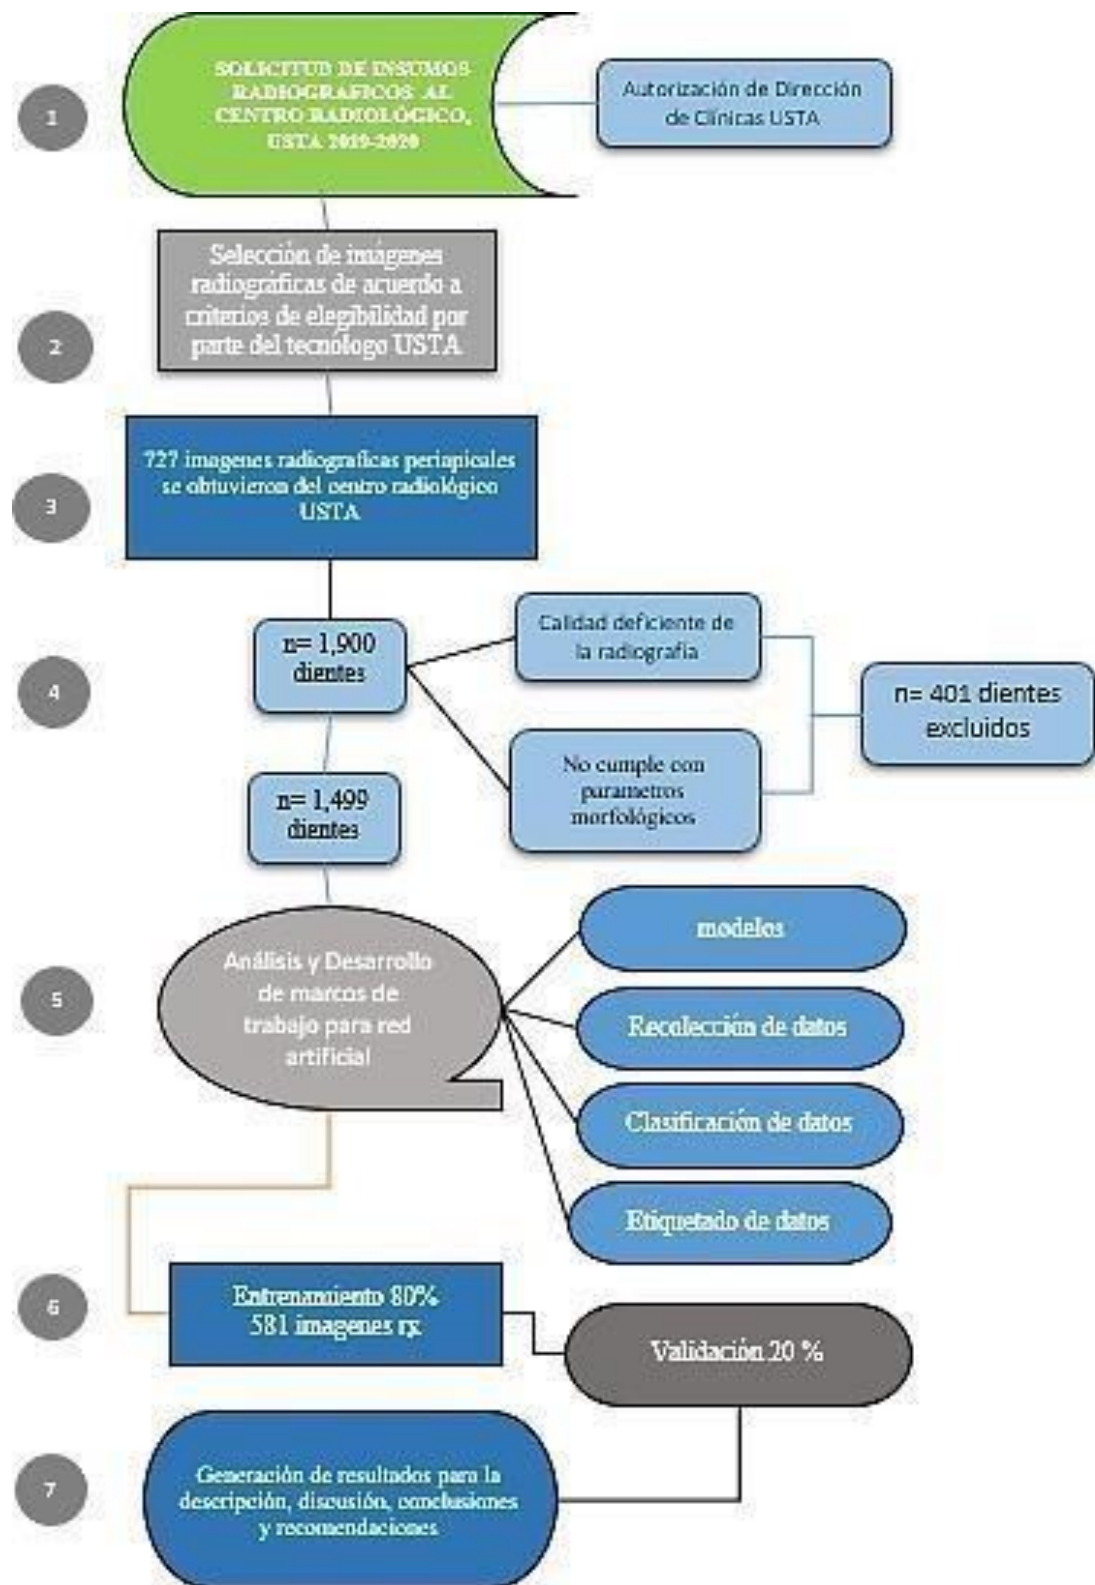 1
SOLICITUD DE INSUMOS
RADIOGRAFICOS AL
CENTRO RADIOLÓGICO,
USTA 2019-2020
Autorización de Dirección
de Clínicas USTA
2
Selección de imágenes
radiográficas de acuerdo a
criterios de elegibilidad por
parte del tecnólogo USTA
3
727 imagenes radiograficas periapicales
se obtuvieron del centro radiológico
USTA
4
n= 1,900
dientes
Calidad deficiente de
la radiografía
n= 401 dientes
excluidos
No cumple con
parametros
morfológicos
n= 1,499
dientes
5
Análisis y Desarrollo
de marcos de
trabajo para red
artificial
modelos
Recolección de datos
Clasificación de datos
Etiquetado de datos
6
Entrenamiento 80%
581 imagenes rx
Validación 20 %
7
Generación de resultados para la
descripción, discusión, conclusiones
y recomendaciones